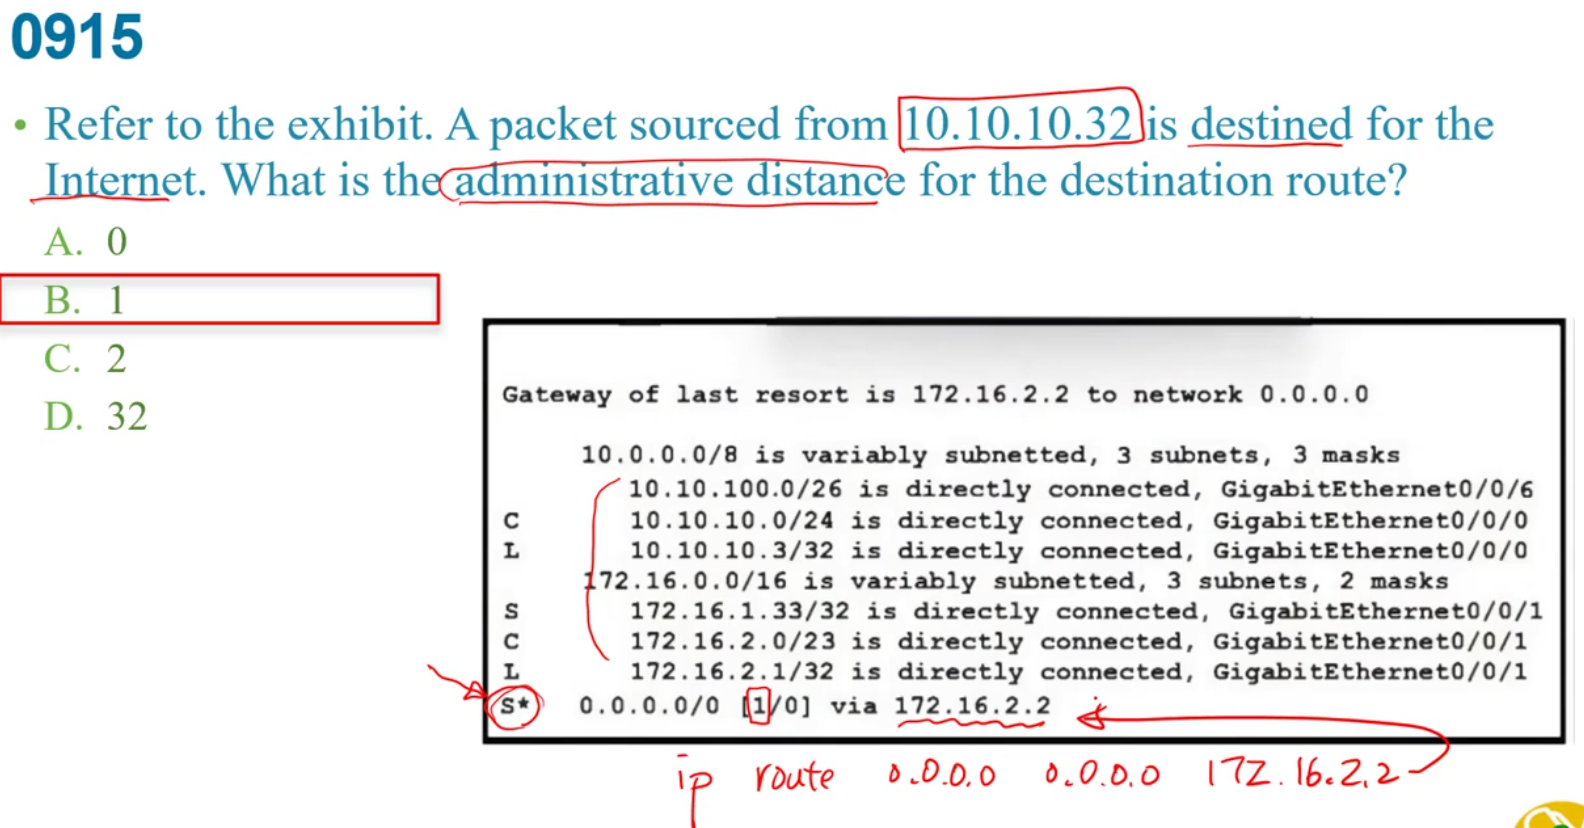 0915
• Refer to the exhibit. A packet sourced from 10.10.10.32 is destined for the
Internet. What is the administrative distance for the destination route?
A. 0
B. 1
C. 2
D. 32
Gateway of last resort is 172.16.2.2 to network 0.0.0.0
10.0.0.0/8 is variably subnetted, 3 subnets, 3 masks
10.10.100.0/26 is directly connected, GigabitEthernet0/0/6
C 10.10.10.0/24 is directly connected, GigabitEthernet0/0/0
L 10.10.10.3/32 is directly connected, GigabitEthernet0/0/0
172.16.0.0/16 is variably subnetted, 3 subnets, 2 masks
S 172.16.1.33/32 is directly connected, GigabitEthernet0/0/1
C 172.16.2.0/23 is directly connected, GigabitEthernet0/0/1
L 172.16.2.1/32 is directly connected, GigabitEthernet0/0/1
S* 0.0.0.0/0 [1/0] via 172.16.2.2
ip route 0.0.0.0 0.0.0.0 172.16.2.2